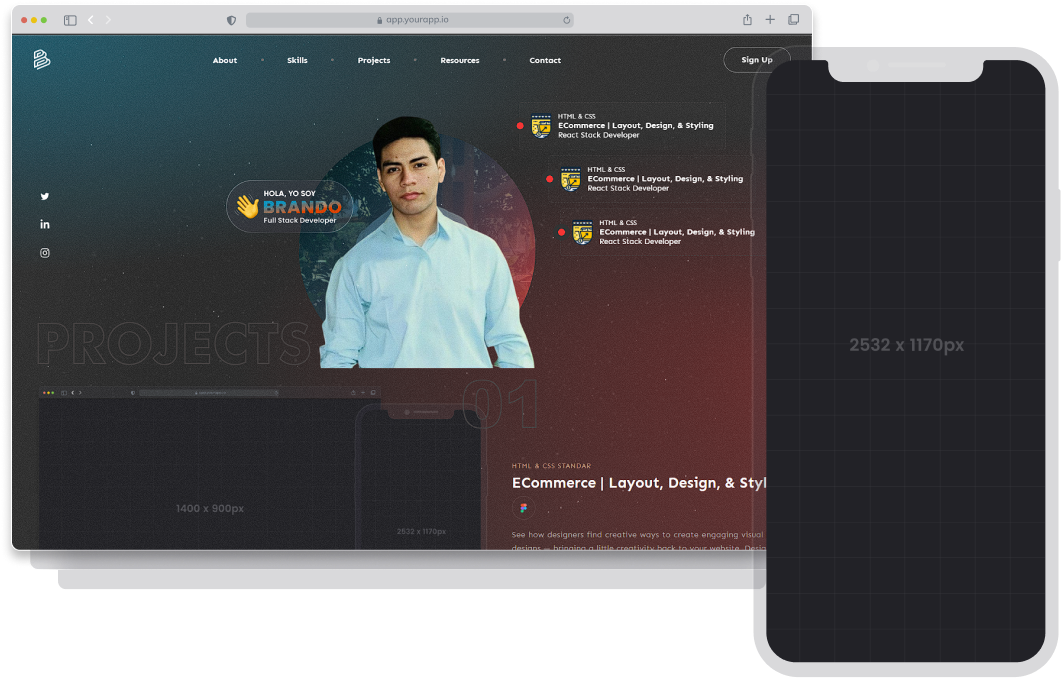 app.yourapp.io
About
Skills
Projects
Resources
Contact
Sign Up
HTML & CSS
ECommerce | Layout, Design, & Styling
React Stack Developer
HTML & CSS
ECommerce | Layout, Design, & Styling
React Stack Developer
HTML & CSS
ECommerce | Layout, Design, & Styling
React Stack Developer
HOLA, YO SOY
BRANDO
Full Stack Developer
PROJECTS
01
1400 x 900px
2532 x 1170px
HTML & CSS STANDAR
ECommerce | Layout, Design, & Styl
See how designers find creative ways to create engaging visual
designs — bringing a little creativity back to your website. Desig
2532 x 1170px